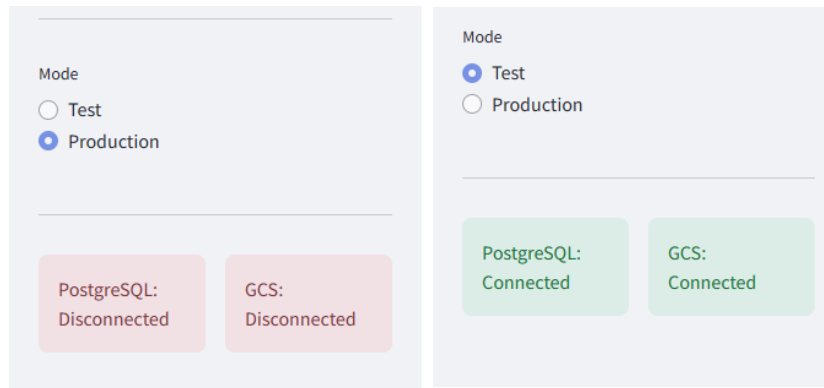 Mode
Test
Production
PostgreSQL:
Disconnected
GCS:
Disconnected
Mode
Test
Production
PostgreSQL:
Connected
GCS:
Connected